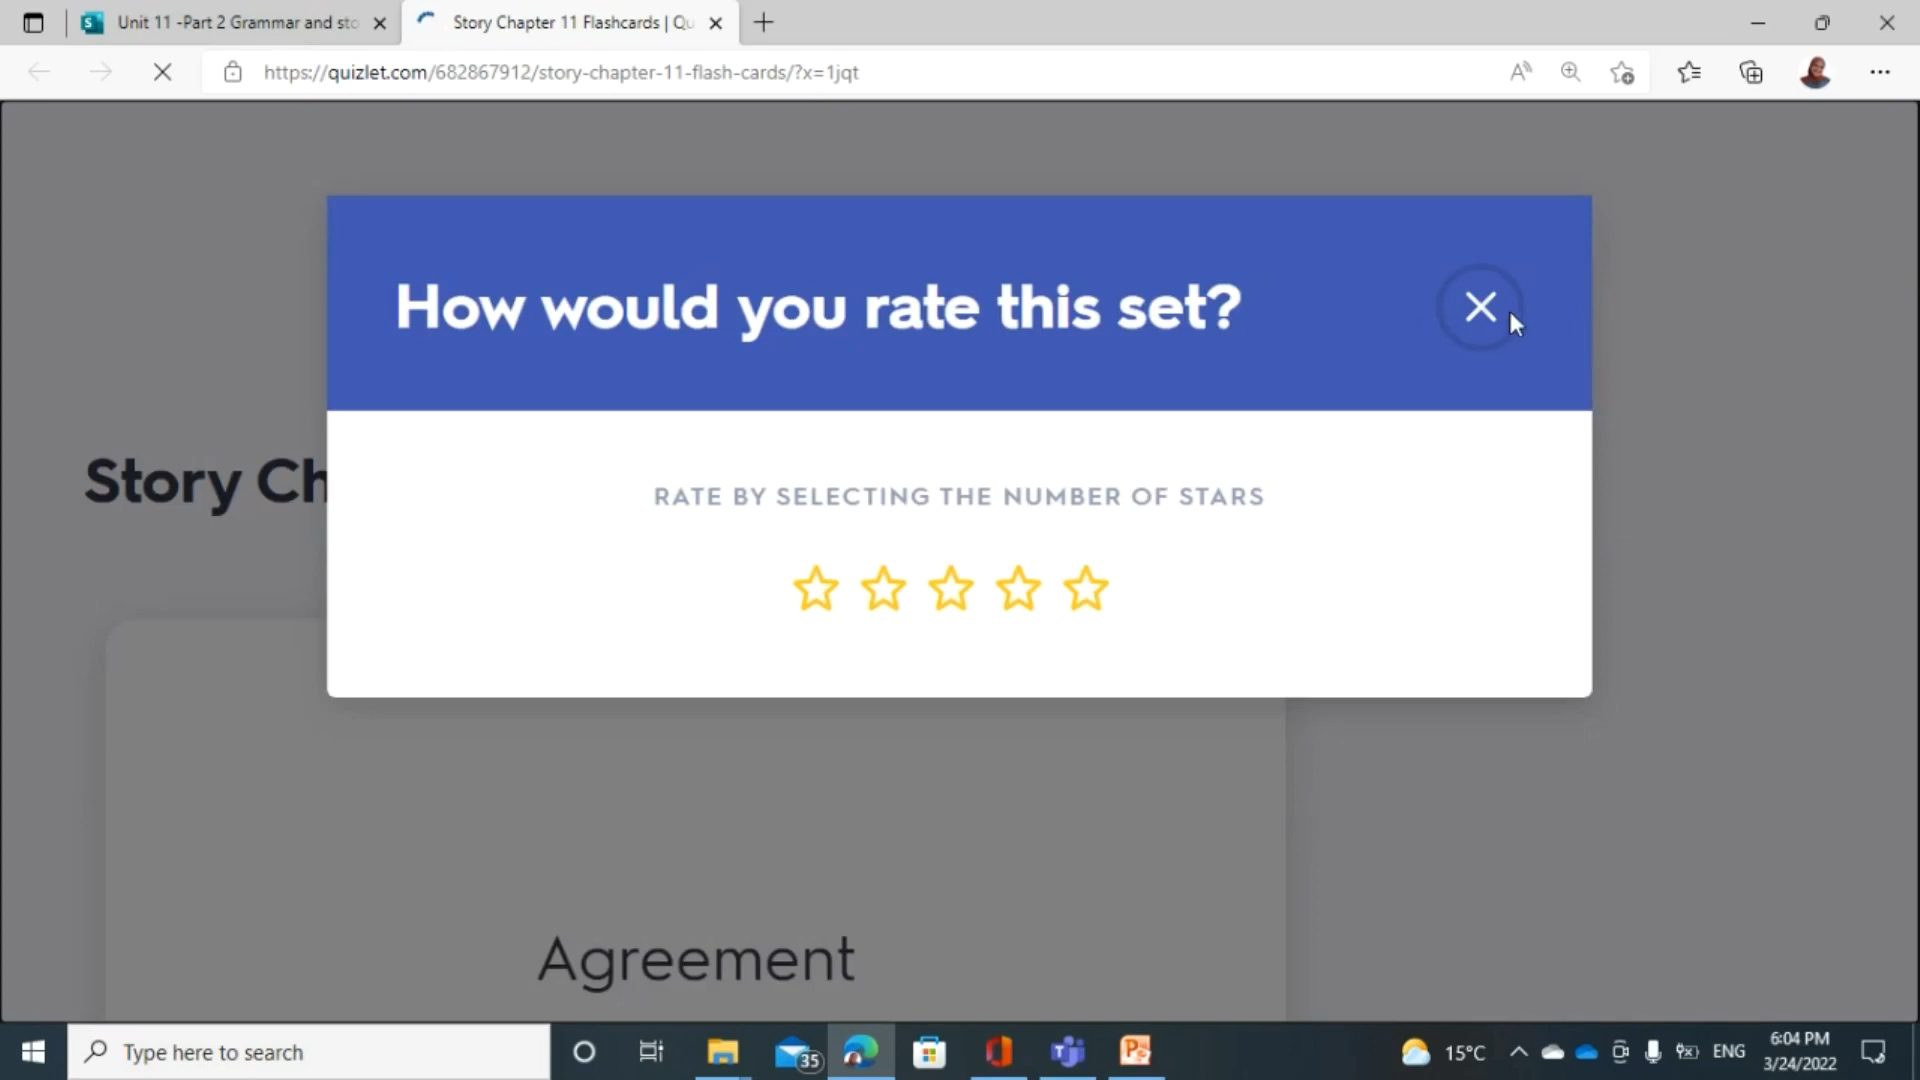 Unit 11 -Part 2 Grammar and sto
Story Chapter 11 Flashcards | Qu
https://quizlet.com/682867912/story-chapter-11-flash-cards/?x=1jqt
How would you rate this set?
Story Ch
RATE BY SELECTING THE NUMBER OF STARS
Agreement
Type here to search
35
15°C
ENG
6:04 PM
3/24/2022